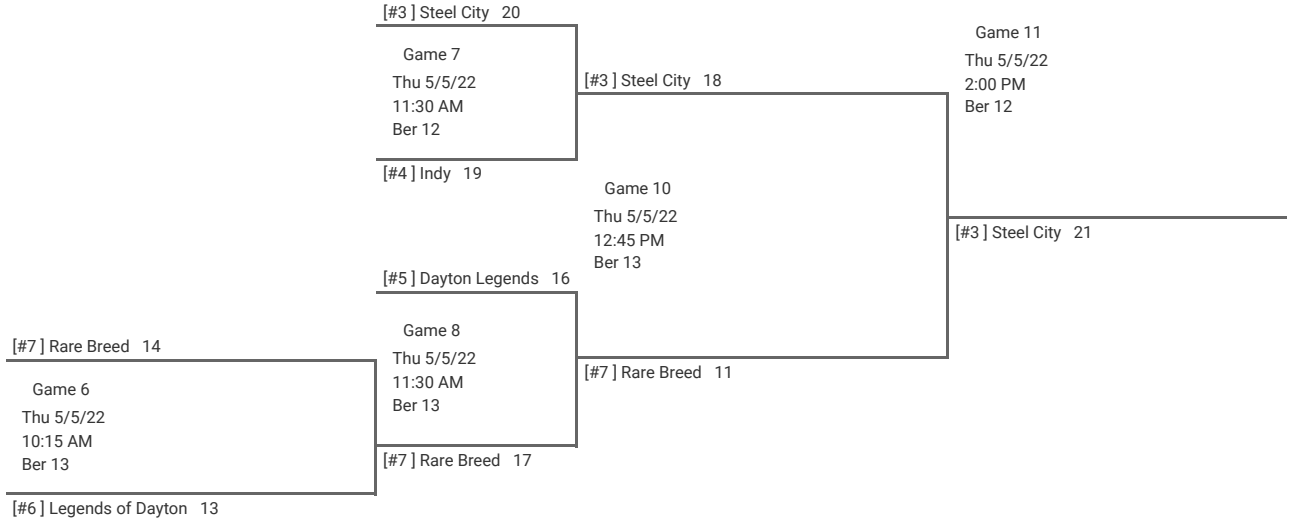 [#3 ] Steel City 20
Game 7
Thu 5/5/22
11:30 AM
Ber 12
[#4 ] Indy 19
[#3 ] Steel City 18
Game 11
Thu 5/5/22
2:00 PM
Ber 12
Game 10
Thu 5/5/22
12:45 PM
Ber 13
[#3 ] Steel City 21
[#5 ] Dayton Legends 16
Game 8
Thu 5/5/22
11:30 AM
Ber 13
[#7 ] Rare Breed 11
[#7 ] Rare Breed 14
Game 6
Thu 5/5/22
10:15 AM
Ber 13
[#7 ] Rare Breed 17
[#6 ] Legends of Dayton 13